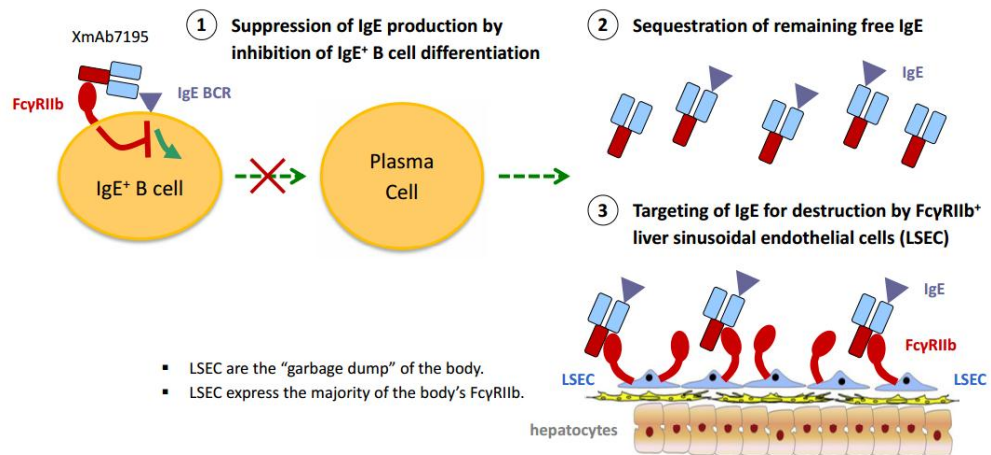 1 Suppression of IgE production by
inhibition of IgE⁺ B cell differentiation
XmAb7195
FcγRIIb
IgE BCR
IgE⁺ B cell
Plasma
Cell
2 Sequestration of remaining free IgE
IgE
3 Targeting of IgE for destruction by FcγRIIb⁺
liver sinusoidal endothelial cells (LSEC)
IgE
FcγRIIb
LSEC
LSEC
hepatocytes
▪ LSEC are the “garbage dump” of the body.
▪ LSEC express the majority of the body’s FcγRIIb.